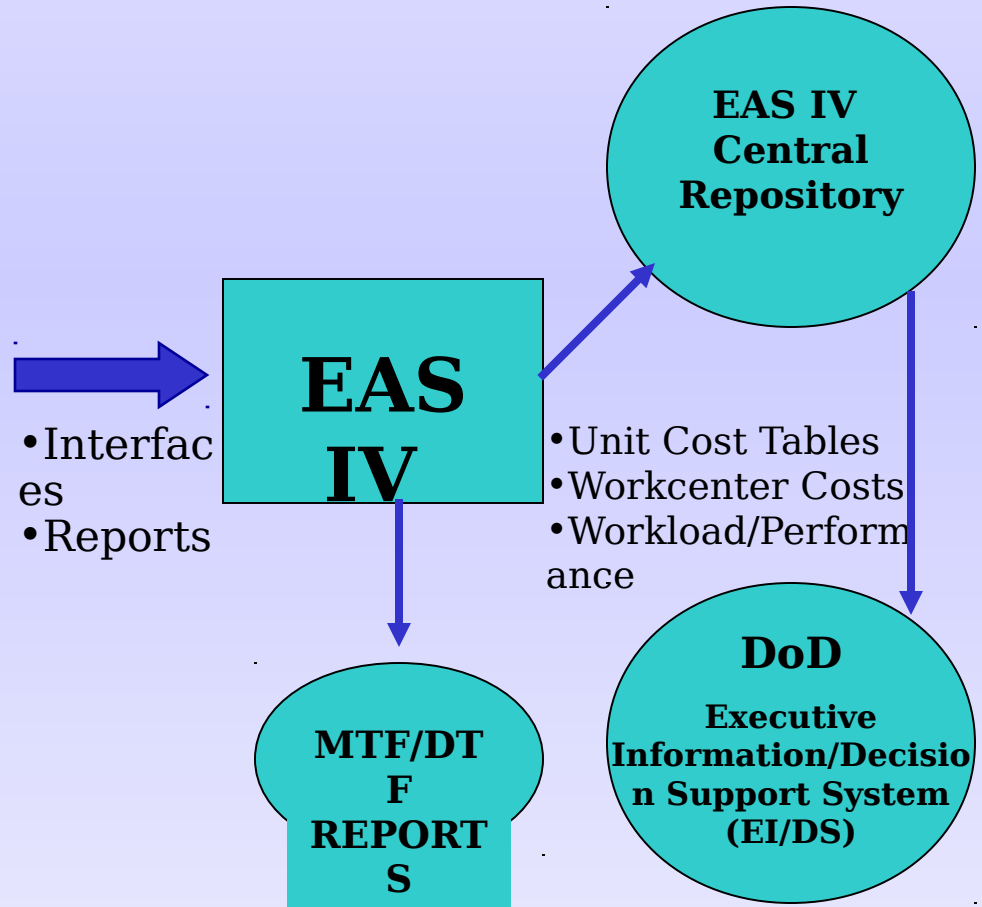 EAS IV
Central
Repository
EAS
IV
•Interfac
es
•Reports
•Unit Cost Tables
•Workcenter Costs
•Workload/Perform
ance
MTF/DT
F
REPORT
S
DoD
Executive
Information/Decisio
n Support System
(EI/DS)